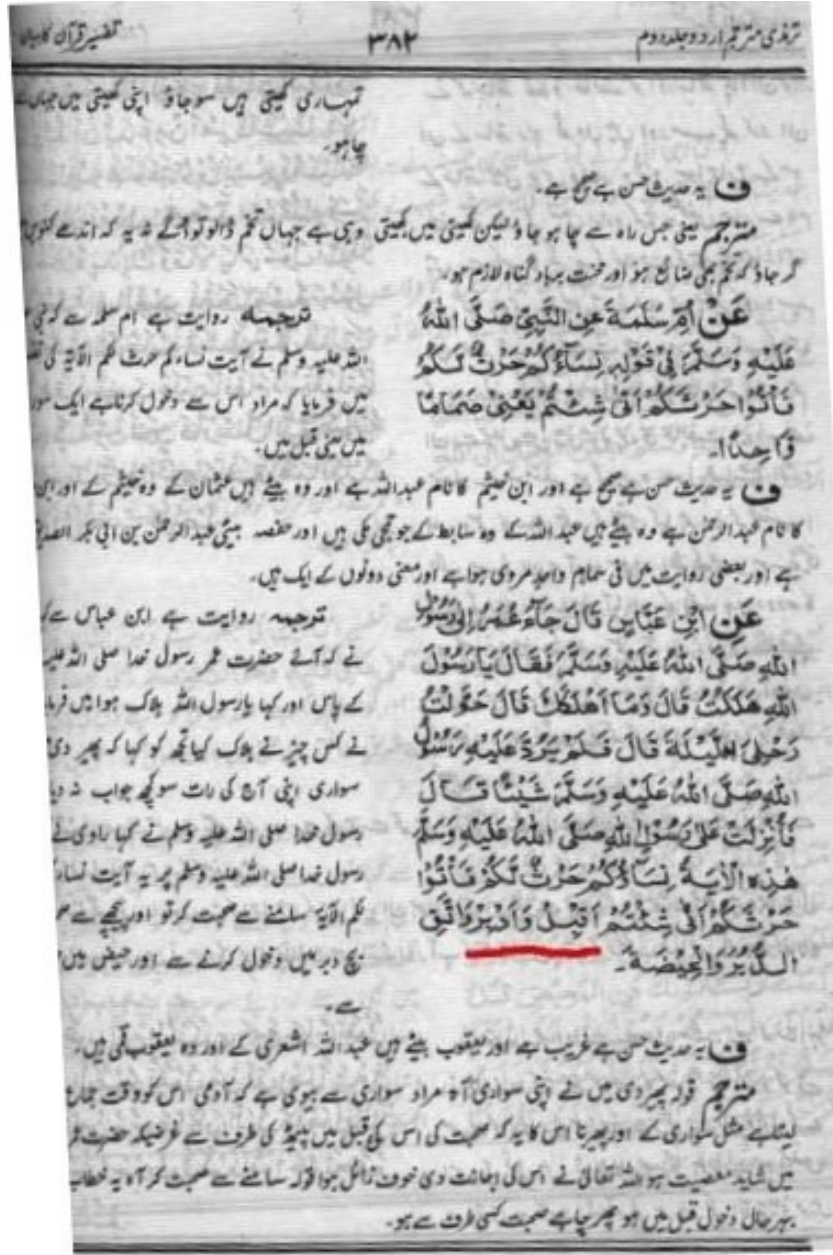 ترمذی مترجم اردو جلد دوم ۳۸۲ تفسیر قرآن کا بیان
تمہاری کھیتی ہیں سو جاؤ اپنی کھیتی میں جہاں سے
چاہو۔
ف یہ حدیث حسن ہے صحیح ہے۔
مترجم یعنی جس راہ سے چاہو جاؤ لیکن کھیتی میں کھیتی وہی ہے جہاں تخم ڈالو تو اگے نہ یہ کہ اندھے کنویں
گر جاؤ کہ تخم بھی ضائع ہو اور محنت برباد گناہ لازم ہو۔
عَنْ اُمِّ سَلَمَةَ عَنِ النَّبِیِّ صَلَّی اللّٰہُ
عَلَیْہِ وَسَلَّمَ فِیْ قَوْلِہٖ نِسَآؤُکُمْ حَرْثٌ لَّکُمْ
فَاْتُوْا حَرْثَکُمْ اَنّٰی شِئْتُمْ یَعْنِیْ صِمَامًا
وَّاحِدًا۔
ترجمہ روایت ہے ام سلمہ سے کہ نبی
اللہ علیہ وسلم نے آیت نساءکم حرث لکم الآیۃ کی
میں فرمایا کہ مراد اس سے دخول کرنا ہے ایک
میں یعنی قبل میں۔
ف یہ حدیث حسن ہے صحیح ہے اور ابن خثیم کا نام عبداللہ ہے اور وہ بیٹے ہیں عثمان کے وہ خثیم کے اور ابن
کا نام عبدالرحمٰن ہے وہ بیٹے ہیں عبداللہ کے وہ سابط کے جو جمحی مکی ہیں اور حفصہ بیٹی عبدالرحمٰن بن ابی بکر
ہے اور بعضی روایت میں فی سمام واحد مروی ہوا ہے اور معنی دونوں کے ایک ہیں۔
عَنِ ابْنِ عَبَّاسٍ قَالَ جَآءَ عُمَرُ اِلٰی رَسُوْلِ
اللّٰہِ صَلَّی اللّٰہُ عَلَیْہِ وَسَلَّمَ فَقَالَ یَا رَسُوْلَ
اللّٰہِ ھَلَکْتُ قَالَ وَمَا اَھْلَکَكَ قَالَ حَوَّلْتُ
رَحْلِیَ اللَّیْلَةَ قَالَ فَلَمْ یَرُدَّ عَلَیْہِ رَسُوْلُ
اللّٰہِ صَلَّی اللّٰہُ عَلَیْہِ وَسَلَّمَ شَیْئًا قَالَ
فَاُنْزِلَتْ عَلٰی رَسُوْلِ اللّٰہِ صَلَّی اللّٰہُ عَلَیْہِ وَسَلَّمَ
ھٰذِہِ الْاٰیَةُ نِسَآؤُکُمْ حَرْثٌ لَّکُمْ فَاْتُوْا
حَرْثَکُمْ اَنّٰی شِئْتُمْ اَقْبِلْ وَاَدْبِرْ وَاتَّقِ
الدُّبُرَ وَالْحِیْضَةَ۔
ترجمہ روایت ہے ابن عباس سے
نے کہ آئے حضرت عمر رسول خدا صلی اللہ علیہ
کے پاس اور کہا یا رسول اللہ ہلاک ہوا میں
نے کس چیز نے ہلاک کیا تجھ کو کہا کہ پھیر دی
سواری اپنی آج کی رات سو کچھ جواب نہ
رسول خدا صلی اللہ علیہ وسلم نے کہا راوی نے
رسول خدا صلی اللہ علیہ وسلم پر یہ آیت
لکم الآیۃ سامنے سے صحبت کر تو اور پیچھے سے
بچ دبر میں دخول کرنے سے اور حیض میں
ہے۔
ف یہ حدیث حسن ہے غریب ہے اور یعقوب بیٹے ہیں عبداللہ اشعری کے اور وہ یعقوب قمی ہیں۔
مترجم قولہ پھیر دی میں نے اپنی سواری آہ مراد سواری سے بیوی ہے کہ آدمی اس کو وقت جماع
لیتا ہے مثل سواری کے اور پھیرنا اس کا یہ کہ صحبت کی اس کی قبل میں پیٹھ کی طرف سے غرضیکہ حضرت
میں شاید معصیت ہو اللہ تعالیٰ نے اس کی اجازت دی خوف زائل ہوا قولہ سامنے سے صحبت کر آہ یہ خطاب
بہرحال دخول قبل میں ہو پھر چاہے صحبت کسی طرف سے ہو۔